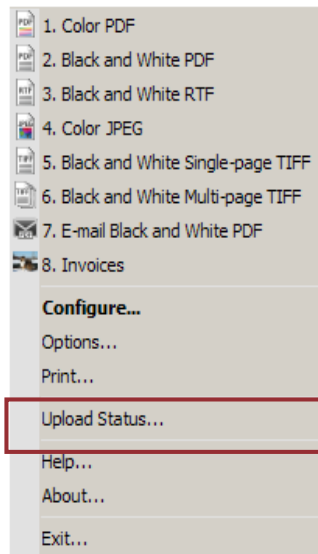 1. Color PDF
2. Black and White PDF
3. Black and White RTF
4. Color JPEG
5. Black and White Single-page TIFF
6. Black and White Multi-page TIFF
7. E-mail Black and White PDF
8. Invoices
Configure...
Options...
Print...
Upload Status...
Help...
About...
Exit...